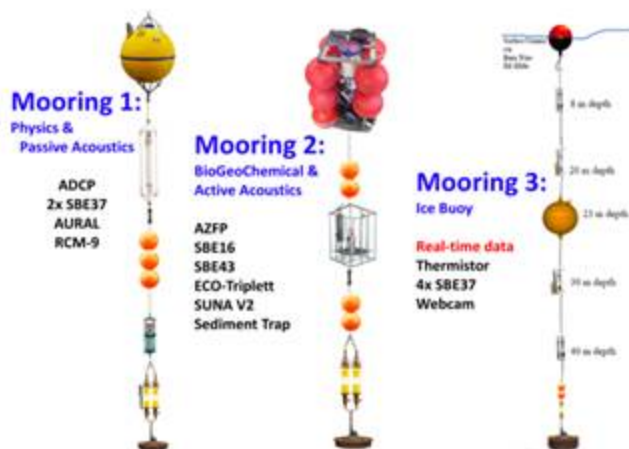 Mooring 1:
Physics &
Passive Acoustics
ADCP
2x SBE37
AURAL
RCM-9
Mooring 2:
BioGeoChemical &
Active Acoustics
AZFP
SBE16
SBE43
ECO-Triplett
SUNA V2
Sediment Trap
Mooring 3:
Ice Buoy
Real-time data
Thermistor
4x SBE37
Webcam
8 m depth
20 m depth
25 m depth
30 m depth
40 m depth